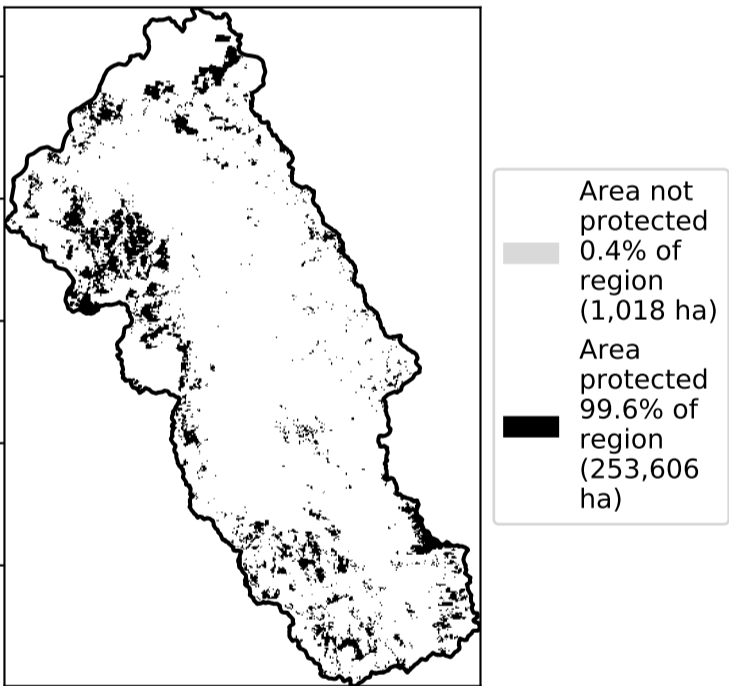 Area not
protected
0.4% of
region
(1,018 ha)
Area
protected
99.6% of
region
(253,606
ha)